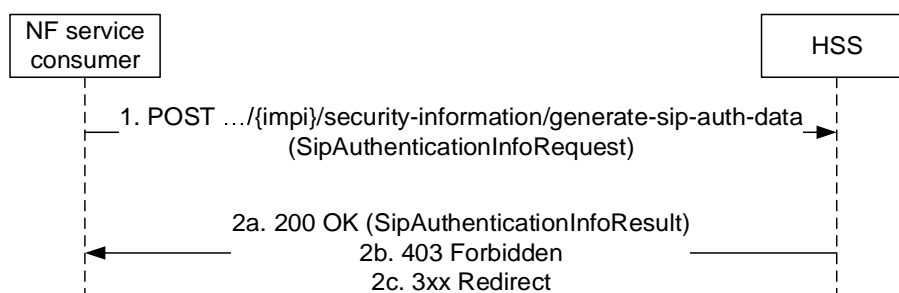 NF service
consumer
HSS
1. POST …/{impi}/security-information/generate-sip-auth-data
(SipAuthenticationInfoRequest)
2a. 200 OK (SipAuthenticationInfoResult)
2b. 403 Forbidden
2c. 3xx Redirect